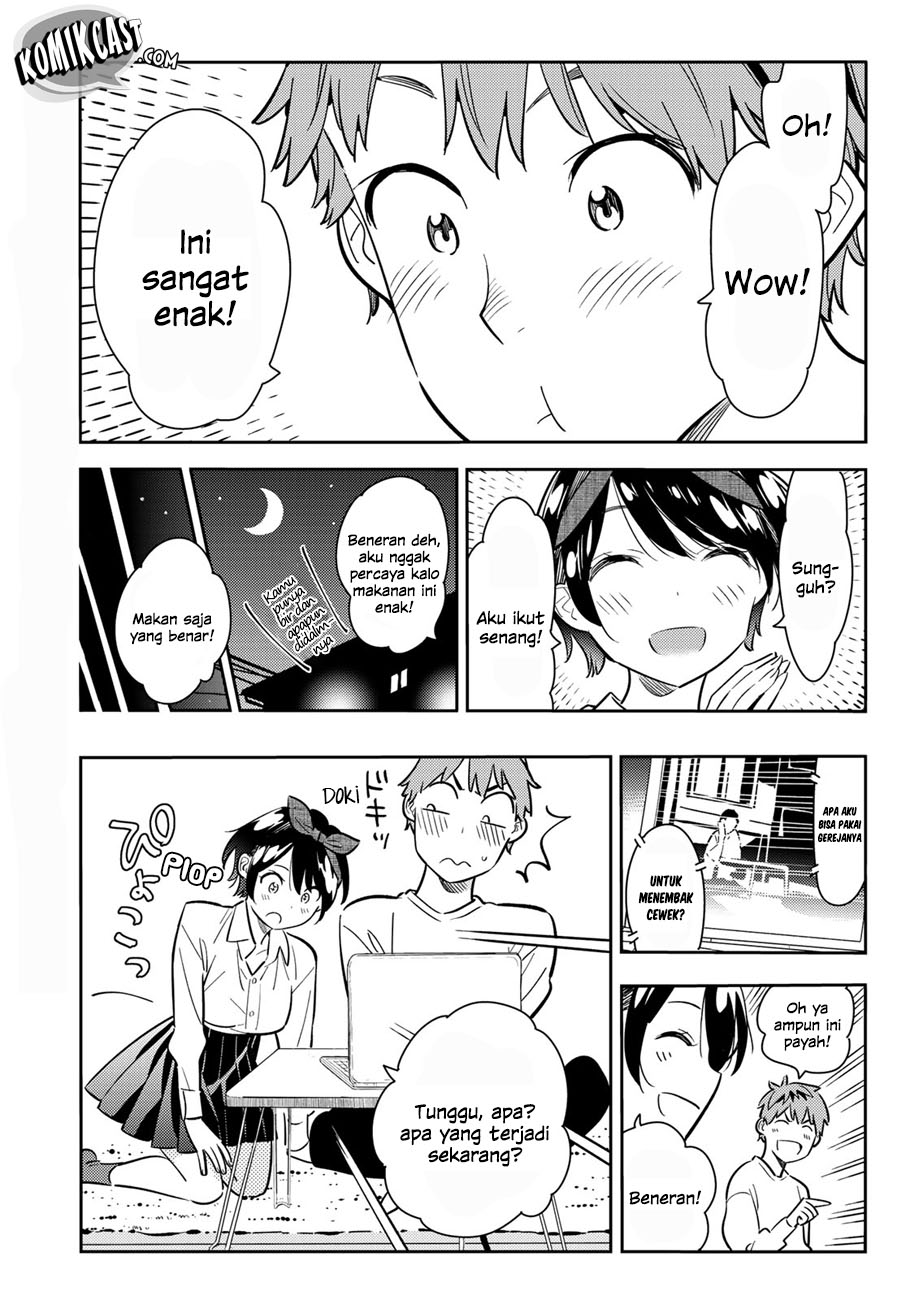 KOMIKCAST
.COM
Oh!
Wow!
Ini
sangat
enak!
Sung-
guh?
Aku ikut
senang!
Beneran deh,
aku nggak
percaya kalo
makanan ini
enak!
Kamu
punya
bir dan
apapun
didalm-
nya
Makan saja
yang benar!
APA AKU
BISA PAKAI
GEREJANYA
UNTUK
MENEMBAK
CEWEK?
Oh ya
ampun ini
payah!
Beneran!
ドキッ
DOKI
ぴょこっ
PIOP
Tunggu, apa?
apa yang terjadi
sekarang?